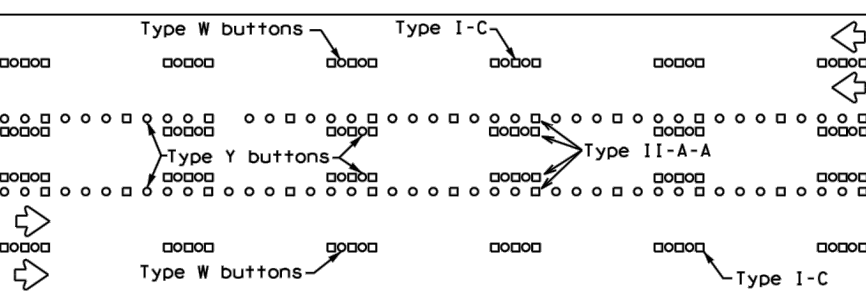 Type W buttons
Type I-C
Type Y buttons
Type II-A-A
Type W buttons
Type I-C